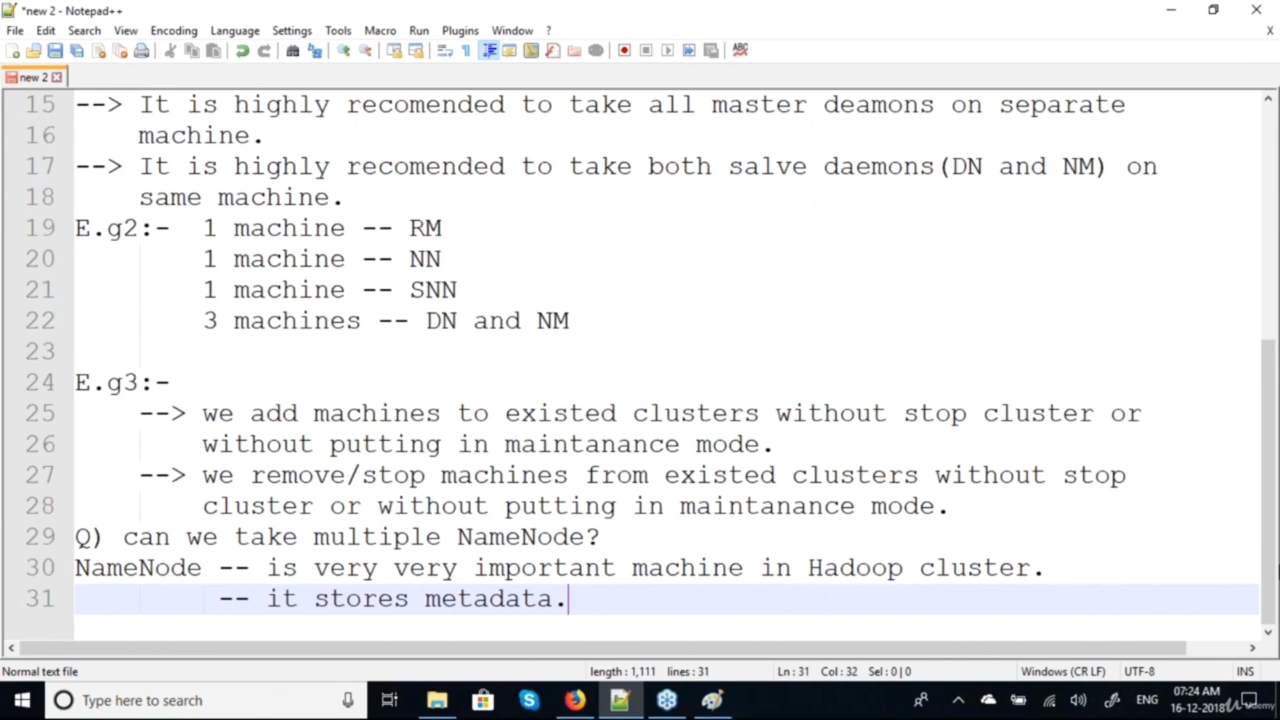 *new 2 - Notepad++
File Edit Search View Encoding Language Settings Tools Macro Run Plugins Window ?
X
new 2
15 --> It is highly recomended to take all master deamons on separate
16 machine.
17 --> It is highly recomended to take both salve daemons(DN and NM) on
18 same machine.
19 E.g2:- 1 machine -- RM
20 1 machine -- NN
21 1 machine -- SNN
22 3 machines -- DN and NM
23
24 E.g3:-
25 --> we add machines to existed clusters without stop cluster or
26 without putting in maintanance mode.
27 --> we remove/stop machines from existed clusters without stop
28 cluster or without putting in maintanance mode.
29 Q) can we take multiple NameNode?
30 NameNode -- is very very important machine in Hadoop cluster.
31 -- it stores metadata.
Normal text file length : 1,111 lines : 31 Ln : 31 Col : 32 Sel : 0 | 0 Windows (CR LF) UTF-8 INS
Type here to search
ENG
07:24 AM
16-12-2018
Udemy